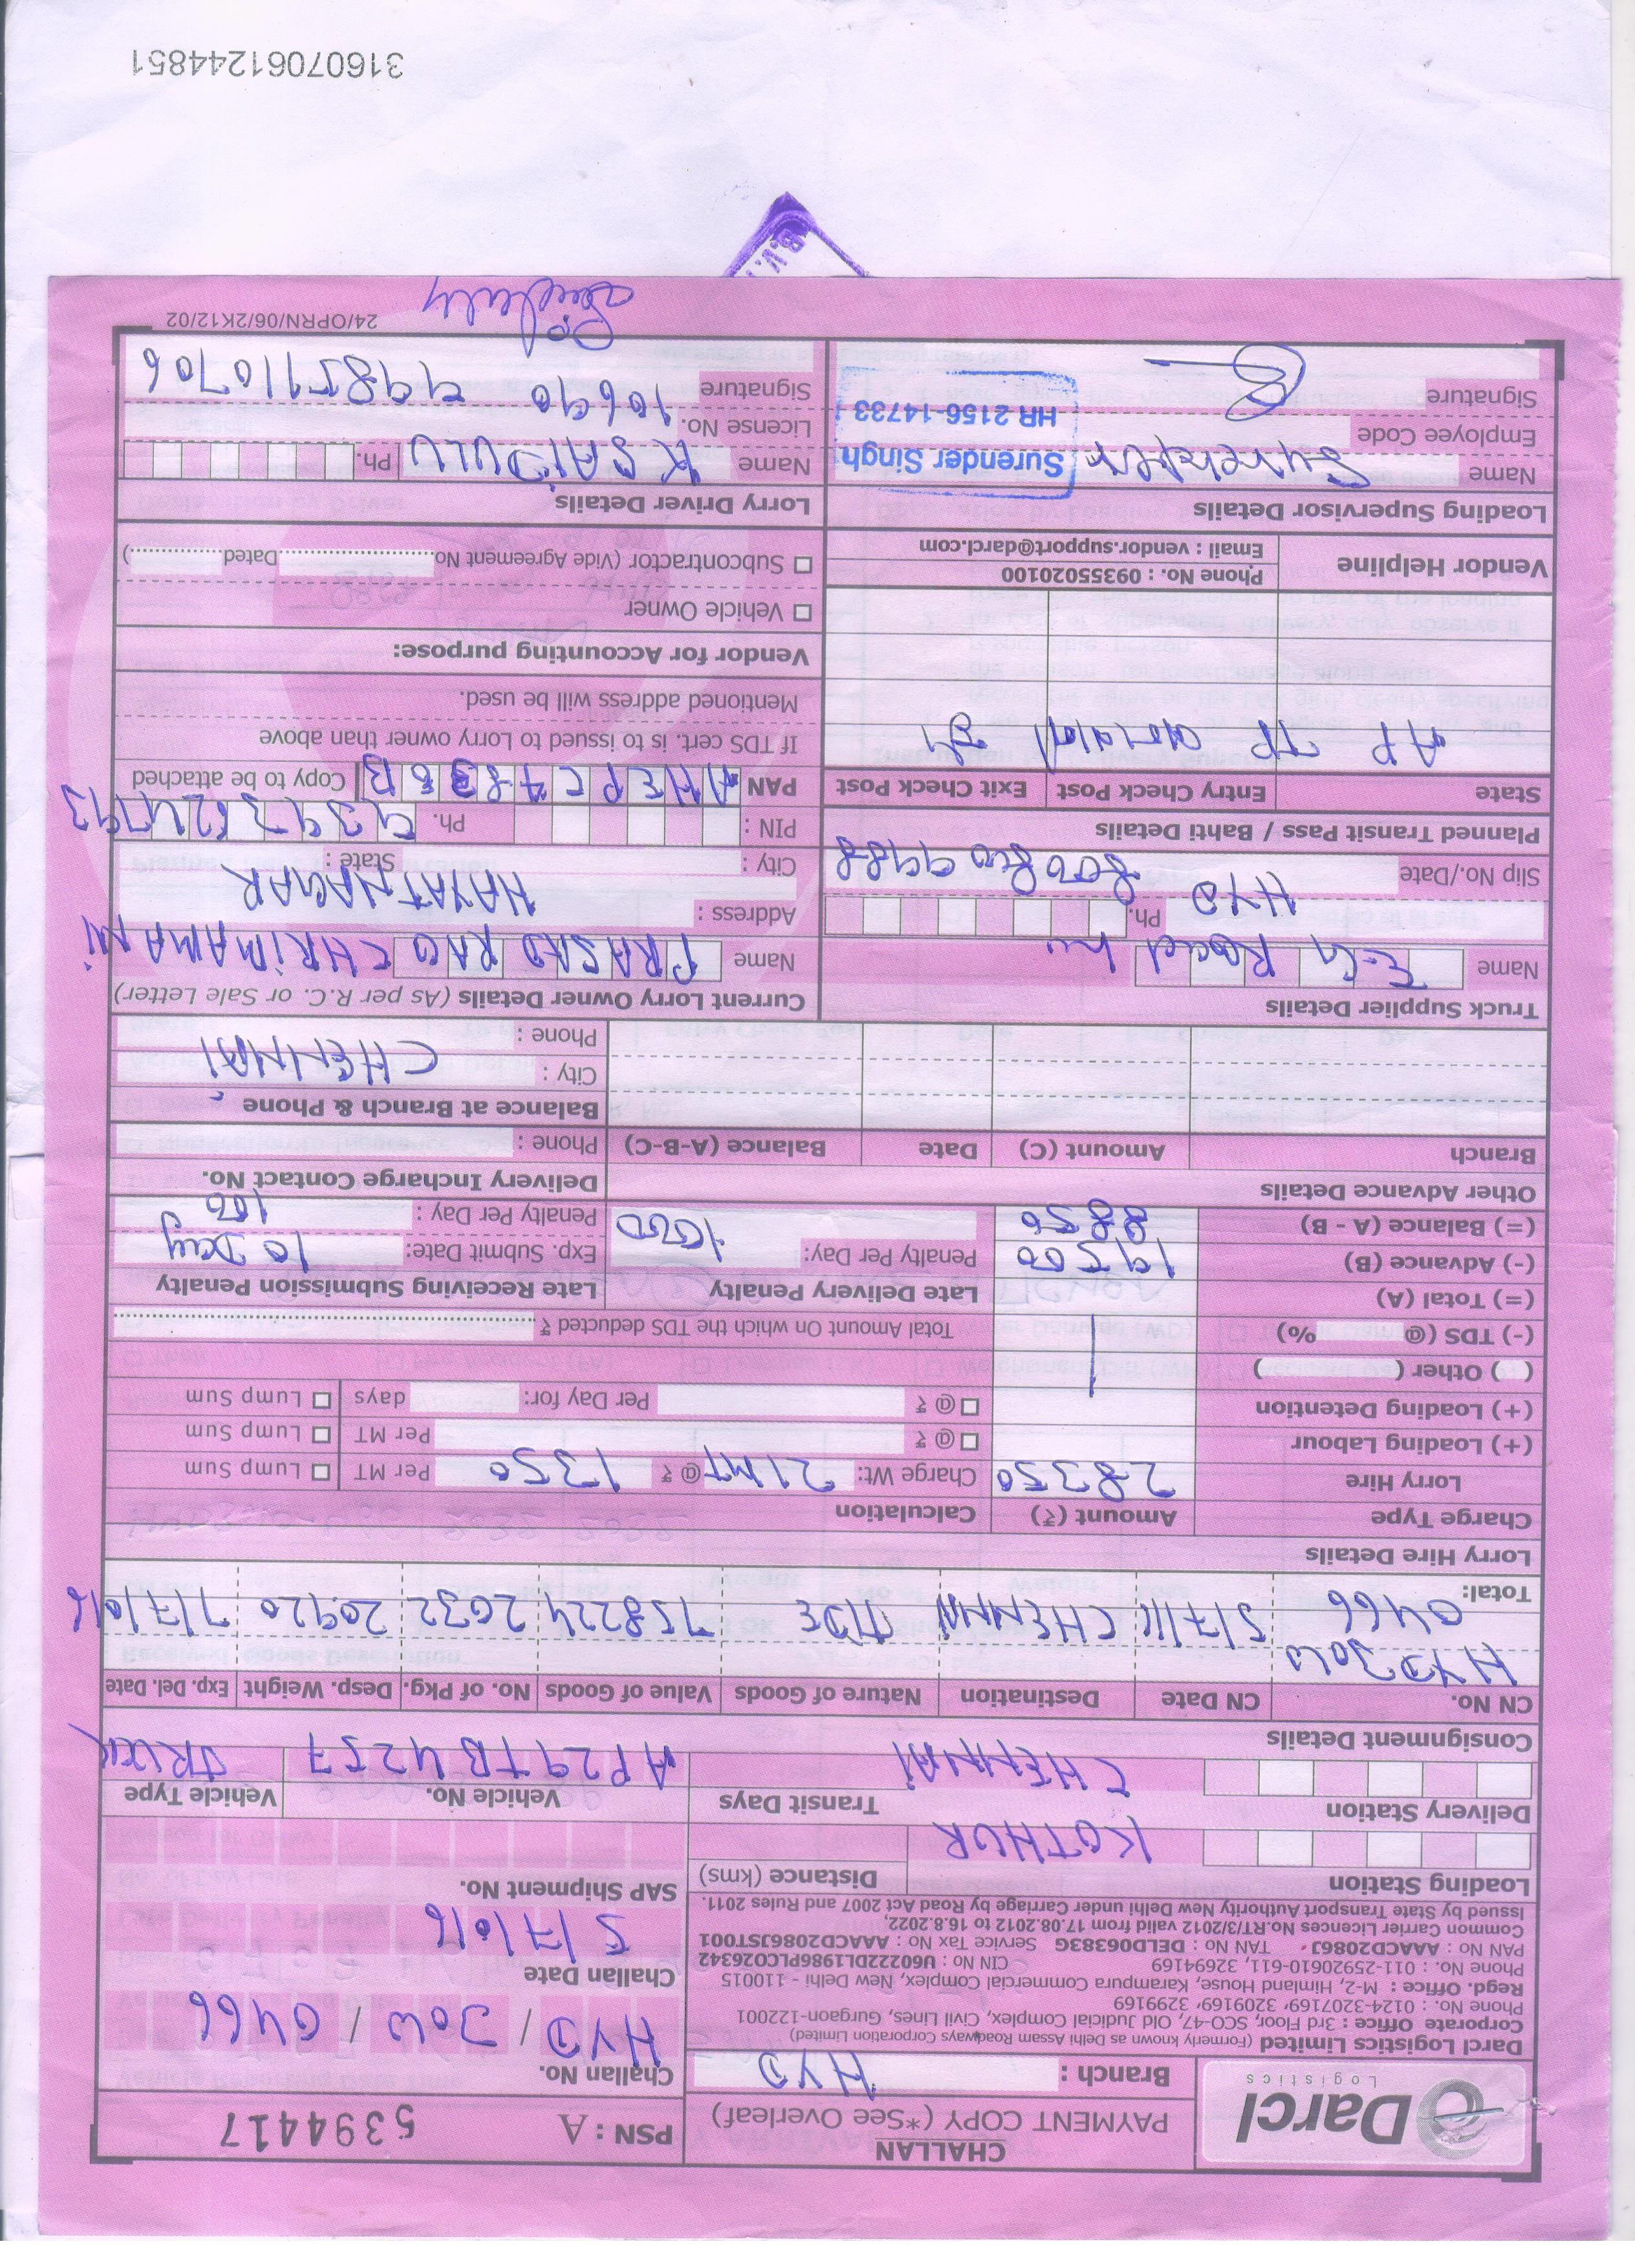 Darcl
Logistics
CHALLAN
PAYMENT COPY (*See Overleaf)
PSN : A 5394417
Branch : HYD
Challan No.
HYD / JOW / 0466
Darcl Logistics Limited (Formerly known as Delhi Assam Roadways Corporation Limited)
Corporate Office : 3rd Floor, SCO-47, Old Judicial Complex, Civil Lines, Gurgaon-122001
Phone No. : 0124-3207169, 3209169, 3299169
Regd. Office : M-2, Himland House, Karampura Commercial Complex, New Delhi - 110015
Phone No. : 011-25920610-611, 32694169 CIN No : U60222DL1986PLC026342
PAN No : AAACD2086J TAN No : DELD06383G Service Tax No : AAACD2086JST001
Common Carrier Licences No.RT/3/2012 valid from 17.08.2012 to 16.8.2022,
Issued by State Transport Authority New Delhi under Carriage by Road Act 2007 and Rules 2011.
Challan Date
5/7/016
SAP Shipment No.
Loading Station KOTHUR Distance (kms)
Delivery Station CHENNAI Transit Days
Vehicle No. Vehicle Type
AP29TB4257 TRUCK
Consignment Details
CN No. CN Date Destination Nature of Goods Value of Goods No. of Pkg. Desp. Weight Exp. Del. Date
HYD JOW
0466 5/7/16 CHENNAI TIDE 758224 2032 20920 7/7/016
Total:
Lorry Hire Details
Charge Type Amount (₹) Calculation
Lorry Hire 28350 Charge Wt: 21MT @ ₹ 1350 Per MT Lump Sum
(+) Loading Labour @ ₹ Per MT Lump Sum
(+) Loading Detention @ ₹ Per Day for: days Lump Sum
( ) Other ( )
(-) TDS (@ %) Total Amount On which the TDS deducted ₹
(=) Total (A)
Late Delivery Penalty Late Receiving Submission Penalty
(-) Advance (B) 19500 Penalty Per Day: 1000 Exp. Submit Date: 10 Day
(=) Balance (A - B) 8850 Penalty Per Day : 100
Other Advance Details Delivery Incharge Contact No.
Branch Amount (C) Date Balance (A-B-C) Phone :
Balance at Branch & Phone
City : CHENNAI
Phone :
Truck Supplier Details
Name
Ph. 8008009988
HYD
Slip No./Date
Current Lorry Owner Details (As per R.C. or Sale Letter)
Name PRASAD RAO CHRIMAMANI
Address : HAYATNAGAR
City : State :
PIN : Ph. 9397624793
PAN Copy to be attached
If TDS cert. is to issued to Lorry owner than above
Mentioned address will be used.
Planned Transit Pass / Bahti Details
State Entry Check Post Exit Check Post
AP TP
Vendor for Accounting purpose:
Vehicle Owner
Subcontractor (Vide Agreement No. Dated )
Vendor Helpline
Phone No. : 09355020100
Email : vendor.support@darcl.com
Loading Supervisor Details
Name Surender
Employee Code
Signature
Surender Singh
HR 2156-14733
Lorry Driver Details
Name K SAIDULU Ph.
License No. 10690 9985110706
Signature
24/OPRN/06/2K12/02
B.V.
31607061244851